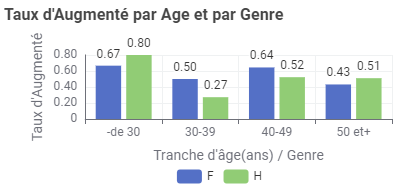 Taux d'Augmenté par Age et par Genre
Taux d'Augmenté
0.80
0.60
0.40
0.20
0
0.67
0.80
0.50
0.27
0.64
0.52
0.43
0.51
-de 30
30-39
40-49
50 et+
Tranche d'âge(ans) / Genre
F
H